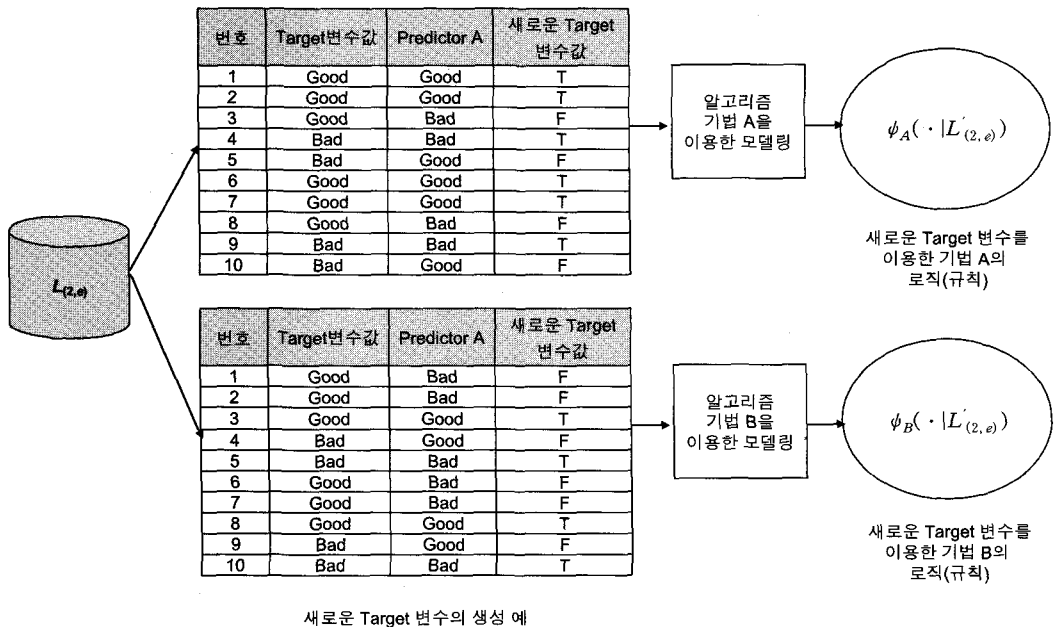 번호 Target변수값 Predictor A 새로운 Target 변수값
1 Good Good T
2 Good Good T
3 Good Bad F
4 Bad Bad T
5 Bad Good F
6 Good Good T
7 Good Good T
8 Good Bad F
9 Bad Bad T
10 Bad Good F
알고리즘
기법 A을
이용한 모델링
ϕ_A( · |L′_(2, e))
새로운 Target 변수를
이용한 기법 A의
로직(규칙)
L_(2,e)
번호 Target변수값 Predictor A 새로운 Target 변수값
1 Good Bad F
2 Good Bad F
3 Good Good T
4 Bad Good F
5 Bad Bad T
6 Good Bad F
7 Good Bad F
8 Good Good T
9 Bad Good F
10 Bad Bad T
알고리즘
기법 B을
이용한 모델링
ϕ_B( · |L′_(2, e))
새로운 Target 변수를
이용한 기법 B의
로직(규칙)
새로운 Target 변수의 생성 예